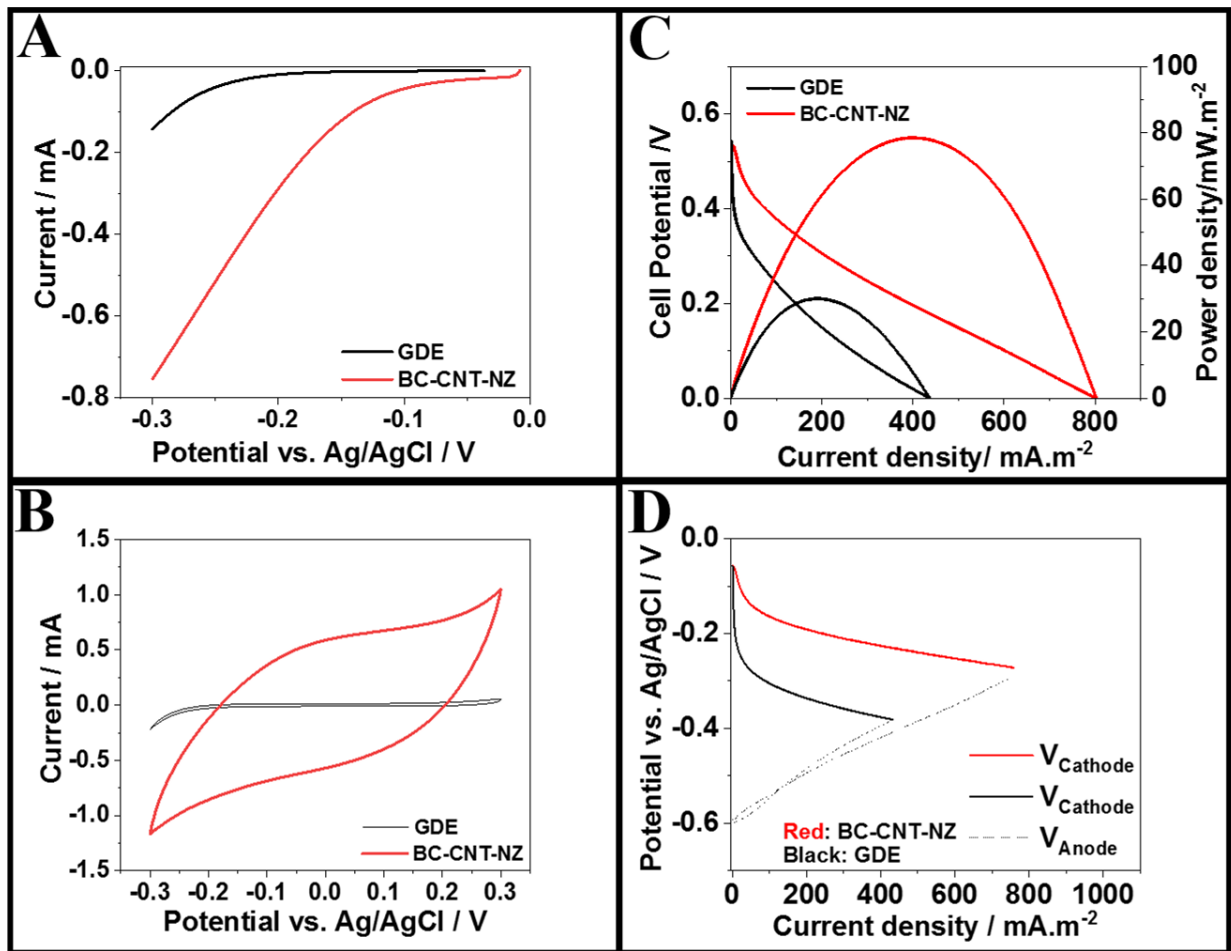 A
0.0
-0.2
-0.4
-0.6
-0.8
Current / mA
GDE
BC-CNT-NZ
-0.3 -0.2 -0.1 0.0
Potential vs. Ag/AgCl / V
C
GDE
BC-CNT-NZ
0.6
0.4
0.2
0.0
Cell Potential /V
100
80
60
40
20
0
Power density/mW.m-2
0 200 400 600 800
Current density/ mA.m-2
B
1.5
1.0
0.5
0.0
-0.5
-1.0
-1.5
Current / mA
GDE
BC-CNT-NZ
-0.3 -0.2 -0.1 0.0 0.1 0.2 0.3
Potential vs. Ag/AgCl / V
D
0.0
-0.2
-0.4
-0.6
Potential vs. Ag/AgCl / V
VCathode
VCathode
VAnode
Red: BC-CNT-NZ
Black: GDE
0 200 400 600 800 1000
Current density / mA.m-2